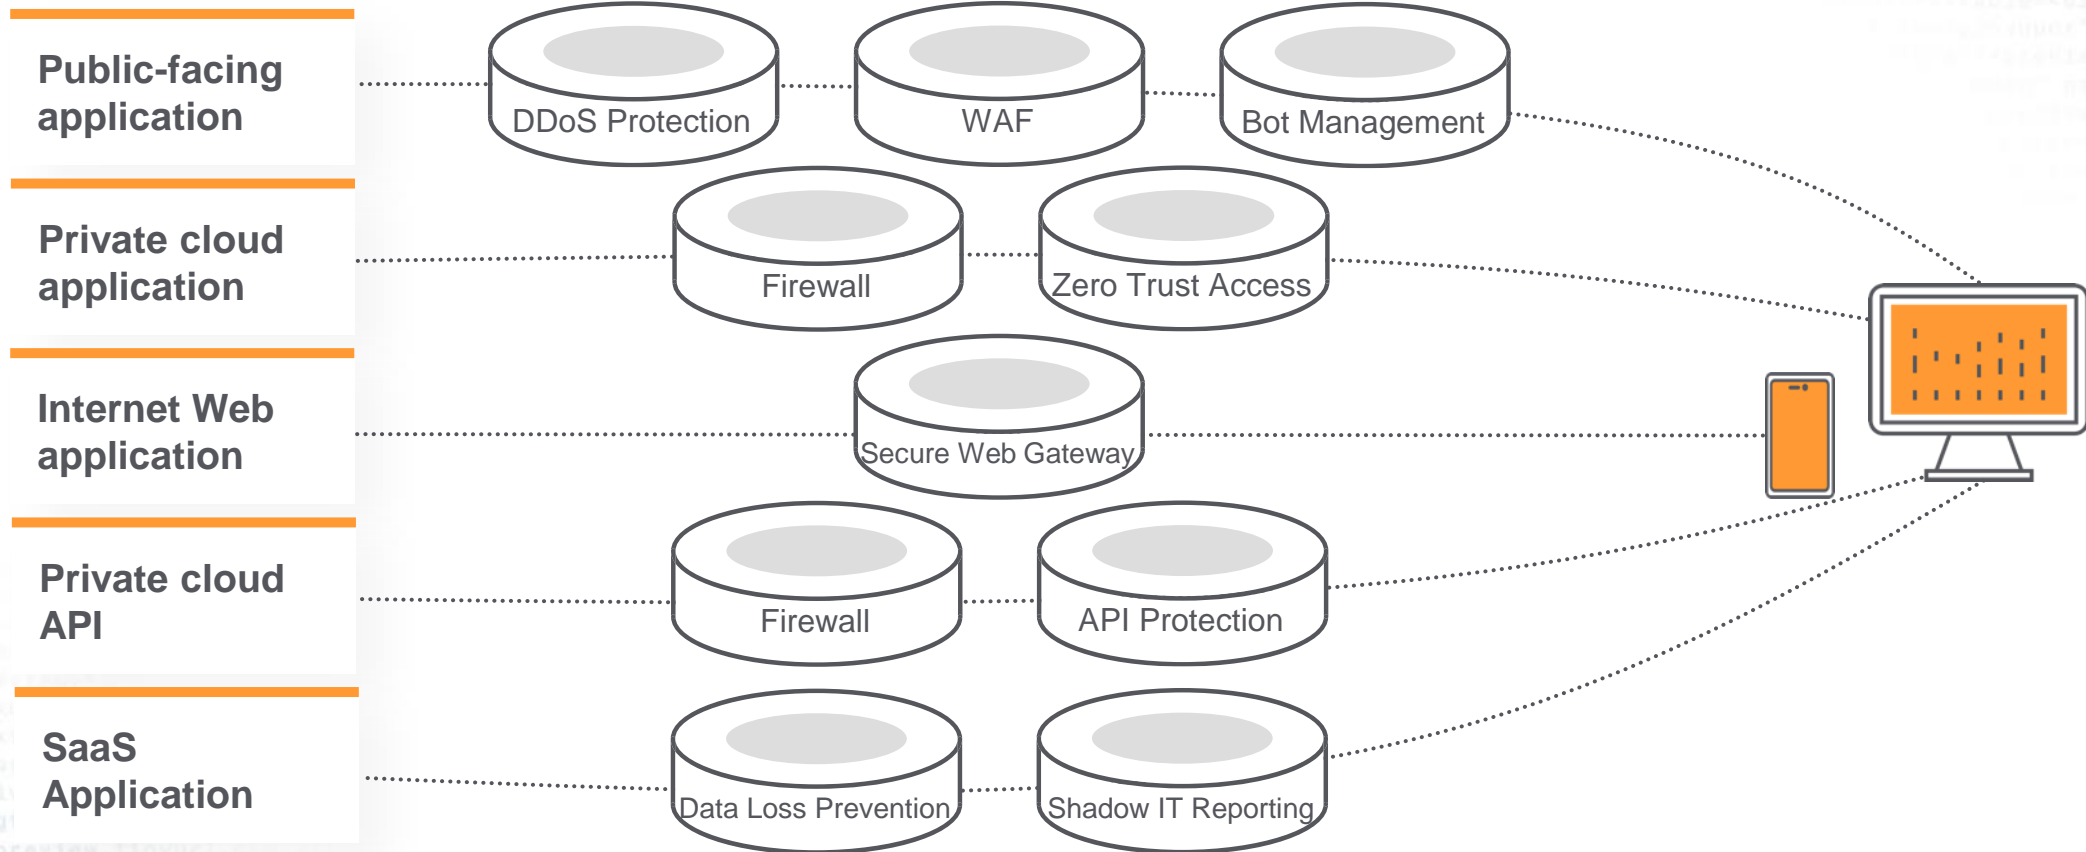 Public-facing
application
DDoS Protection
WAF
Bot Management
Private cloud
application
Firewall
Zero Trust Access
Internet Web
application
Secure Web Gateway
Private cloud
API
Firewall
API Protection
SaaS
Application
Data Loss Prevention
Shadow IT Reporting